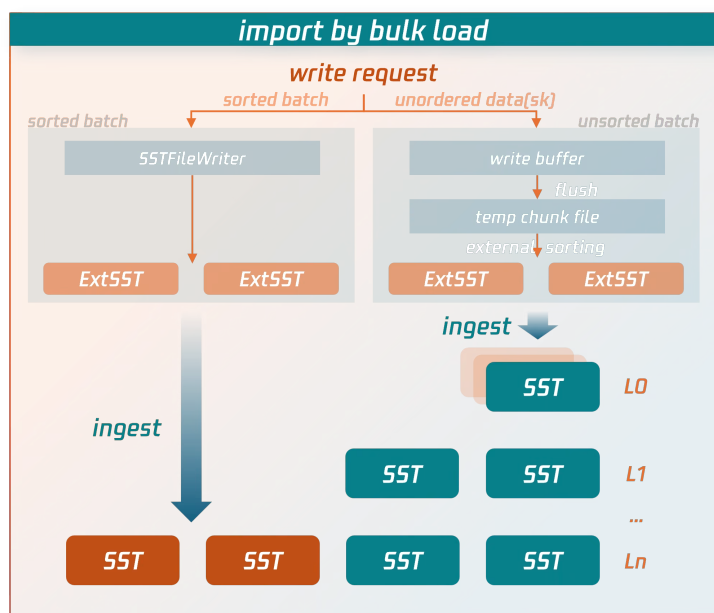 import by bulk load
write request
sorted batch
unordered data(sk)
sorted batch
unsorted batch
SSTFileWriter
write buffer
flush
temp chunk file
external sorting
ExtSST
ExtSST
ExtSST
ExtSST
ingest
SST
L0
ingest
SST
SST
L1
...
SST
SST
SST
SST
Ln